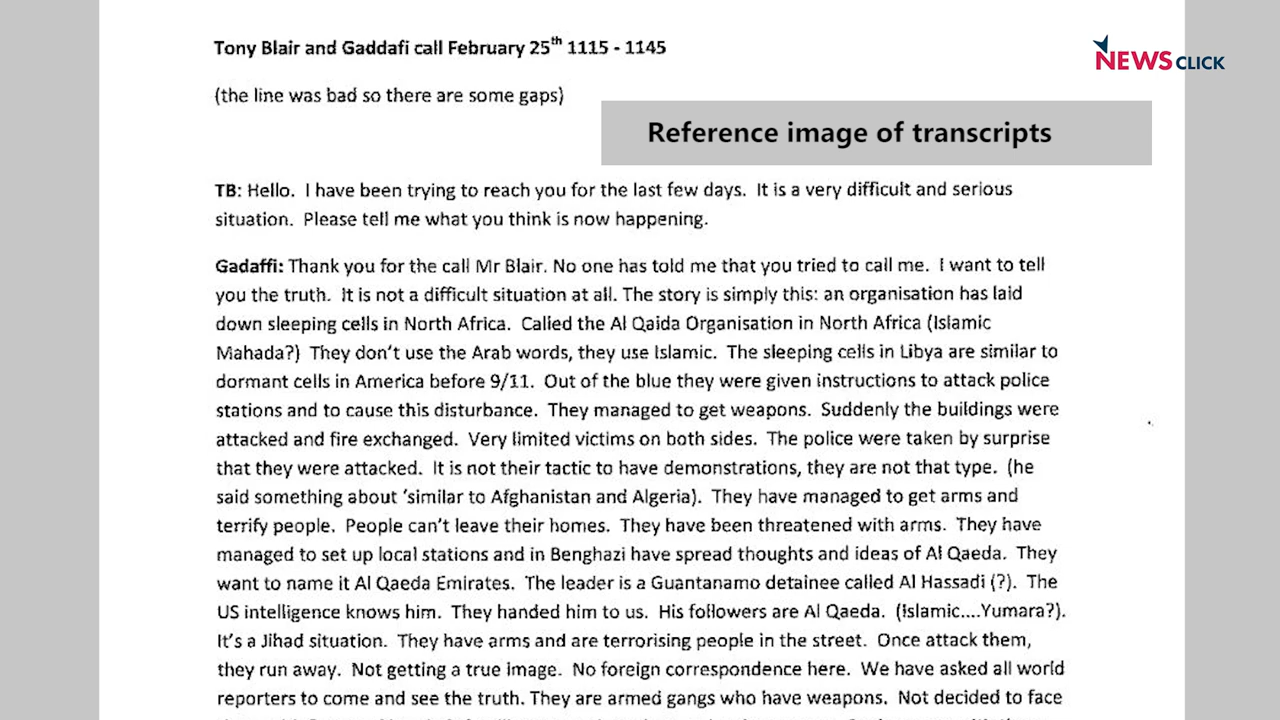 Tony Blair and Gaddafi call February 25th 1115 - 1145
NEWS CLICK
(the line was bad so there are some gaps)
Reference image of transcripts
TB: Hello. I have been trying to reach you for the last few days. It is a very difficult and serious
situation. Please tell me what you think is now happening.
Gadaffi: Thank you for the call Mr Blair. No one has told me that you tried to call me. I want to tell
you the truth. It is not a difficult situation at all. The story is simply this: an organisation has laid
down sleeping cells in North Africa. Called the Al Qaida Organisation in North Africa (Islamic
Mahada?) They don't use the Arab words, they use Islamic. The sleeping cells in Libya are similar to
dormant cells in America before 9/11. Out of the blue they were given instructions to attack police
stations and to cause this disturbance. They managed to get weapons. Suddenly the buildings were
attacked and fire exchanged. Very limited victims on both sides. The police were taken by surprise
that they were attacked. It is not their tactic to have demonstrations, they are not that type. (he
said something about 'similar to Afghanistan and Algeria). They have managed to get arms and
terrify people. People can't leave their homes. They have been threatened with arms. They have
managed to set up local stations and in Benghazi have spread thoughts and ideas of Al Qaeda. They
want to name it Al Qaeda Emirates. The leader is a Guantanamo detainee called Al Hassadi (?). The
US intelligence knows him. They handed him to us. His followers are Al Qaeda. (Islamic....Yumara?).
It's a Jihad situation. They have arms and are terrorising people in the street. Once attack them,
they run away. Not getting a true image. No foreign correspondence here. We have asked all world
reporters to come and see the truth. They are armed gangs who have weapons. Not decided to face